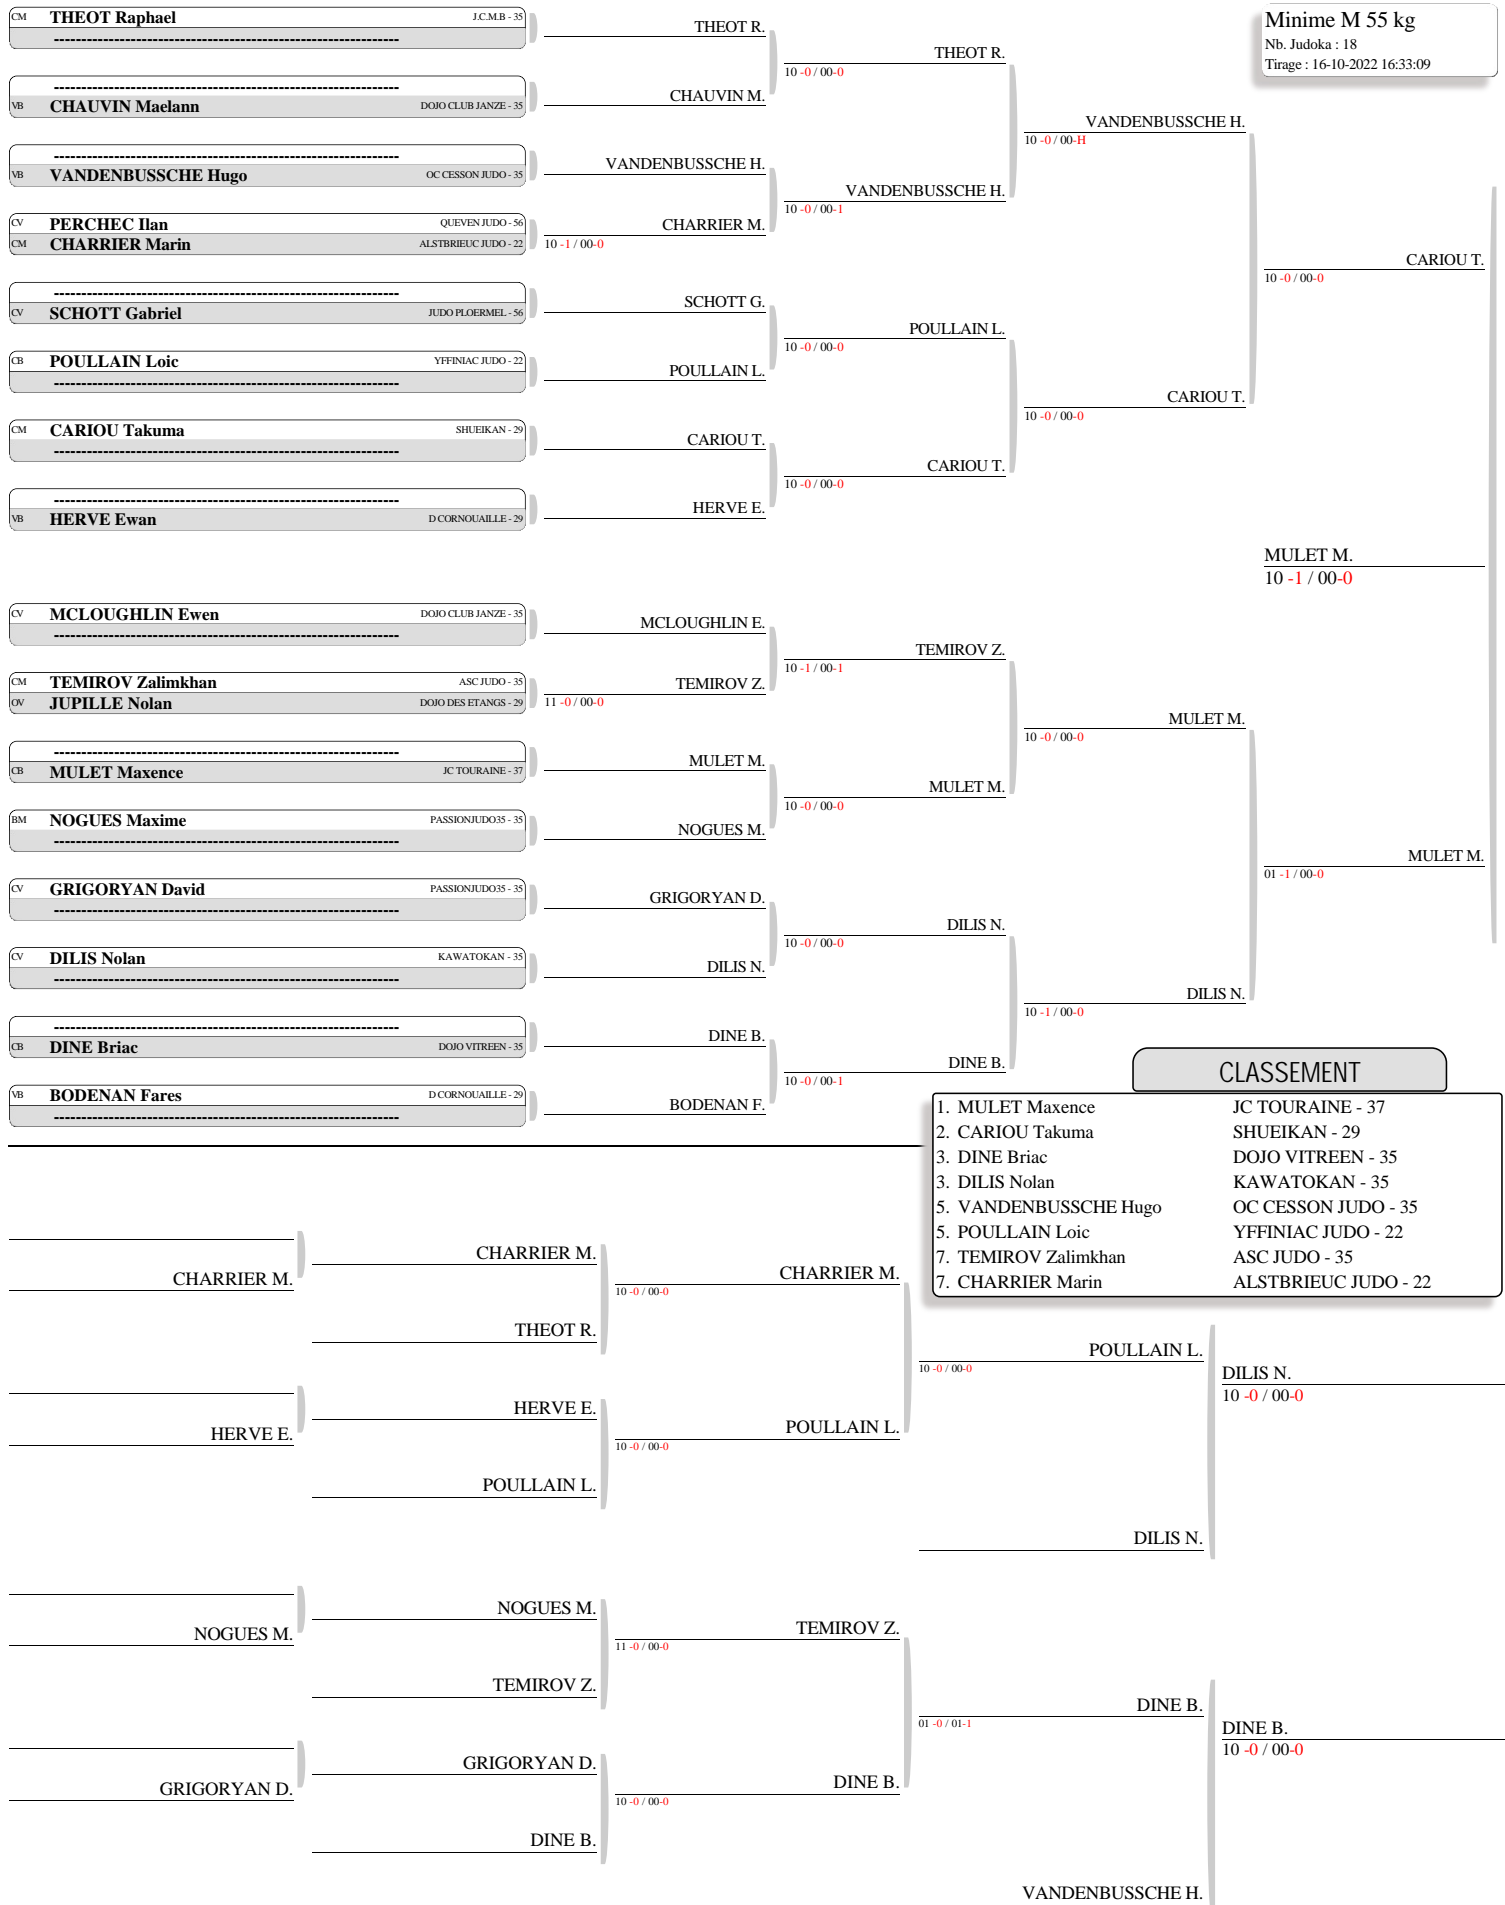 Minime M 55 kg
Nb. Judoka : 18
Tirage : 16-10-2022 16:33:09
CM THEOT Raphael J.C.M.B - 35
---------------------------------------------------------------
---------------------------------------------------------------
VB CHAUVIN Maelann DOJO CLUB JANZE - 35
---------------------------------------------------------------
VB VANDENBUSSCHE Hugo OC CESSON JUDO - 35
CV PERCHEC Ilan QUEVEN JUDO - 56
CM CHARRIER Marin ALSTBRIEUC JUDO - 22
---------------------------------------------------------------
CV SCHOTT Gabriel JUDO PLOERMEL - 56
CB POULLAIN Loic YFFINIAC JUDO - 22
---------------------------------------------------------------
CM CARIOU Takuma SHUEIKAN - 29
---------------------------------------------------------------
---------------------------------------------------------------
VB HERVE Ewan D CORNOUAILLE - 29
CV MCLOUGHLIN Ewen DOJO CLUB JANZE - 35
---------------------------------------------------------------
CM TEMIROV Zalimkhan ASC JUDO - 35
OV JUPILLE Nolan DOJO DES ETANGS - 29
---------------------------------------------------------------
CB MULET Maxence JC TOURAINE - 37
BM NOGUES Maxime PASSIONJUDO35 - 35
---------------------------------------------------------------
CV GRIGORYAN David PASSIONJUDO35 - 35
---------------------------------------------------------------
CV DILIS Nolan KAWATOKAN - 35
---------------------------------------------------------------
---------------------------------------------------------------
CB DINE Briac DOJO VITREEN - 35
VB BODENAN Fares D CORNOUAILLE - 29
---------------------------------------------------------------
THEOT R.
CHAUVIN M.
VANDENBUSSCHE H.
CHARRIER M.
10 -1 / 00-0
SCHOTT G.
POULLAIN L.
CARIOU T.
HERVE E.
MCLOUGHLIN E.
TEMIROV Z.
11 -0 / 00-0
MULET M.
NOGUES M.
GRIGORYAN D.
DILIS N.
DINE B.
BODENAN F.
THEOT R.
10 -0 / 00-0
VANDENBUSSCHE H.
10 -0 / 00-1
POULLAIN L.
10 -0 / 00-0
CARIOU T.
10 -0 / 00-0
TEMIROV Z.
10 -1 / 00-1
MULET M.
10 -0 / 00-0
DILIS N.
10 -0 / 00-0
DINE B.
10 -0 / 00-1
VANDENBUSSCHE H.
10 -0 / 00-H
CARIOU T.
10 -0 / 00-0
MULET M.
10 -0 / 00-0
DILIS N.
10 -1 / 00-0
CARIOU T.
10 -0 / 00-0
MULET M.
01 -1 / 00-0
MULET M.
10 -1 / 00-0
CLASSEMENT
1. MULET Maxence JC TOURAINE - 37
2. CARIOU Takuma SHUEIKAN - 29
3. DINE Briac DOJO VITREEN - 35
3. DILIS Nolan KAWATOKAN - 35
5. VANDENBUSSCHE Hugo OC CESSON JUDO - 35
5. POULLAIN Loic YFFINIAC JUDO - 22
7. TEMIROV Zalimkhan ASC JUDO - 35
7. CHARRIER Marin ALSTBRIEUC JUDO - 22
CHARRIER M.
HERVE E.
NOGUES M.
GRIGORYAN D.
CHARRIER M.
THEOT R.
HERVE E.
POULLAIN L.
NOGUES M.
TEMIROV Z.
GRIGORYAN D.
DINE B.
CHARRIER M.
10 -0 / 00-0
POULLAIN L.
10 -0 / 00-0
TEMIROV Z.
11 -0 / 00-0
DINE B.
10 -0 / 00-0
POULLAIN L.
10 -0 / 00-0
DILIS N.
DINE B.
01 -0 / 01-1
VANDENBUSSCHE H.
DILIS N.
10 -0 / 00-0
DINE B.
10 -0 / 00-0